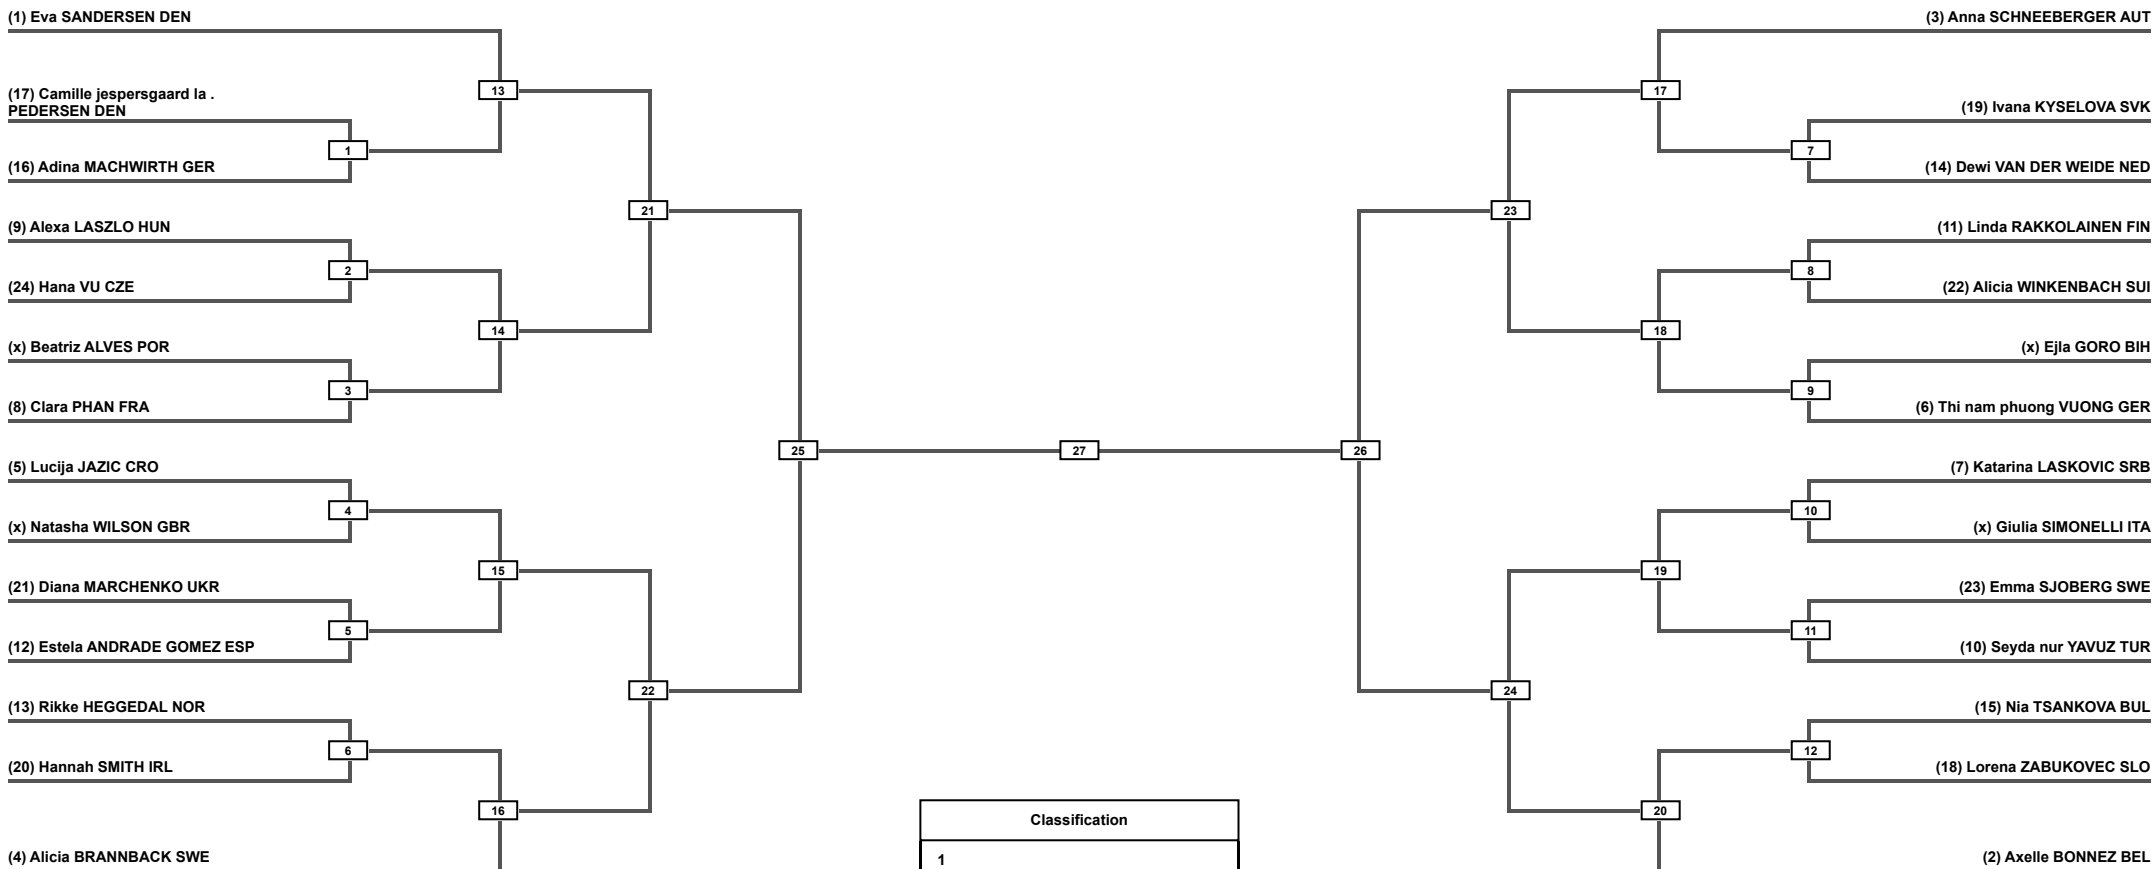 (1) Eva SANDERSEN DEN
(17) Camille jespersgaard la .
PEDERSEN DEN
(16) Adina MACHWIRTH GER
(9) Alexa LASZLO HUN
(24) Hana VU CZE
(x) Beatriz ALVES POR
(8) Clara PHAN FRA
(5) Lucija JAZIC CRO
(x) Natasha WILSON GBR
(21) Diana MARCHENKO UKR
(12) Estela ANDRADE GOMEZ ESP
(13) Rikke HEGGEDAL NOR
(20) Hannah SMITH IRL
(4) Alicia BRANNBACK SWE
1
2
3
4
5
6
13
14
15
16
21
22
25
27
26
23
24
17
18
19
20
7
8
9
10
11
12
(3) Anna SCHNEEBERGER AUT
(19) Ivana KYSELOVA SVK
(14) Dewi VAN DER WEIDE NED
(11) Linda RAKKOLAINEN FIN
(22) Alicia WINKENBACH SUI
(x) Ejla GORO BIH
(6) Thi nam phuong VUONG GER
(7) Katarina LASKOVIC SRB
(x) Giulia SIMONELLI ITA
(23) Emma SJOBERG SWE
(10) Seyda nur YAVUZ TUR
(15) Nia TSANKOVA BUL
(18) Lorena ZABUKOVEC SLO
(2) Axelle BONNEZ BEL
Classification
1